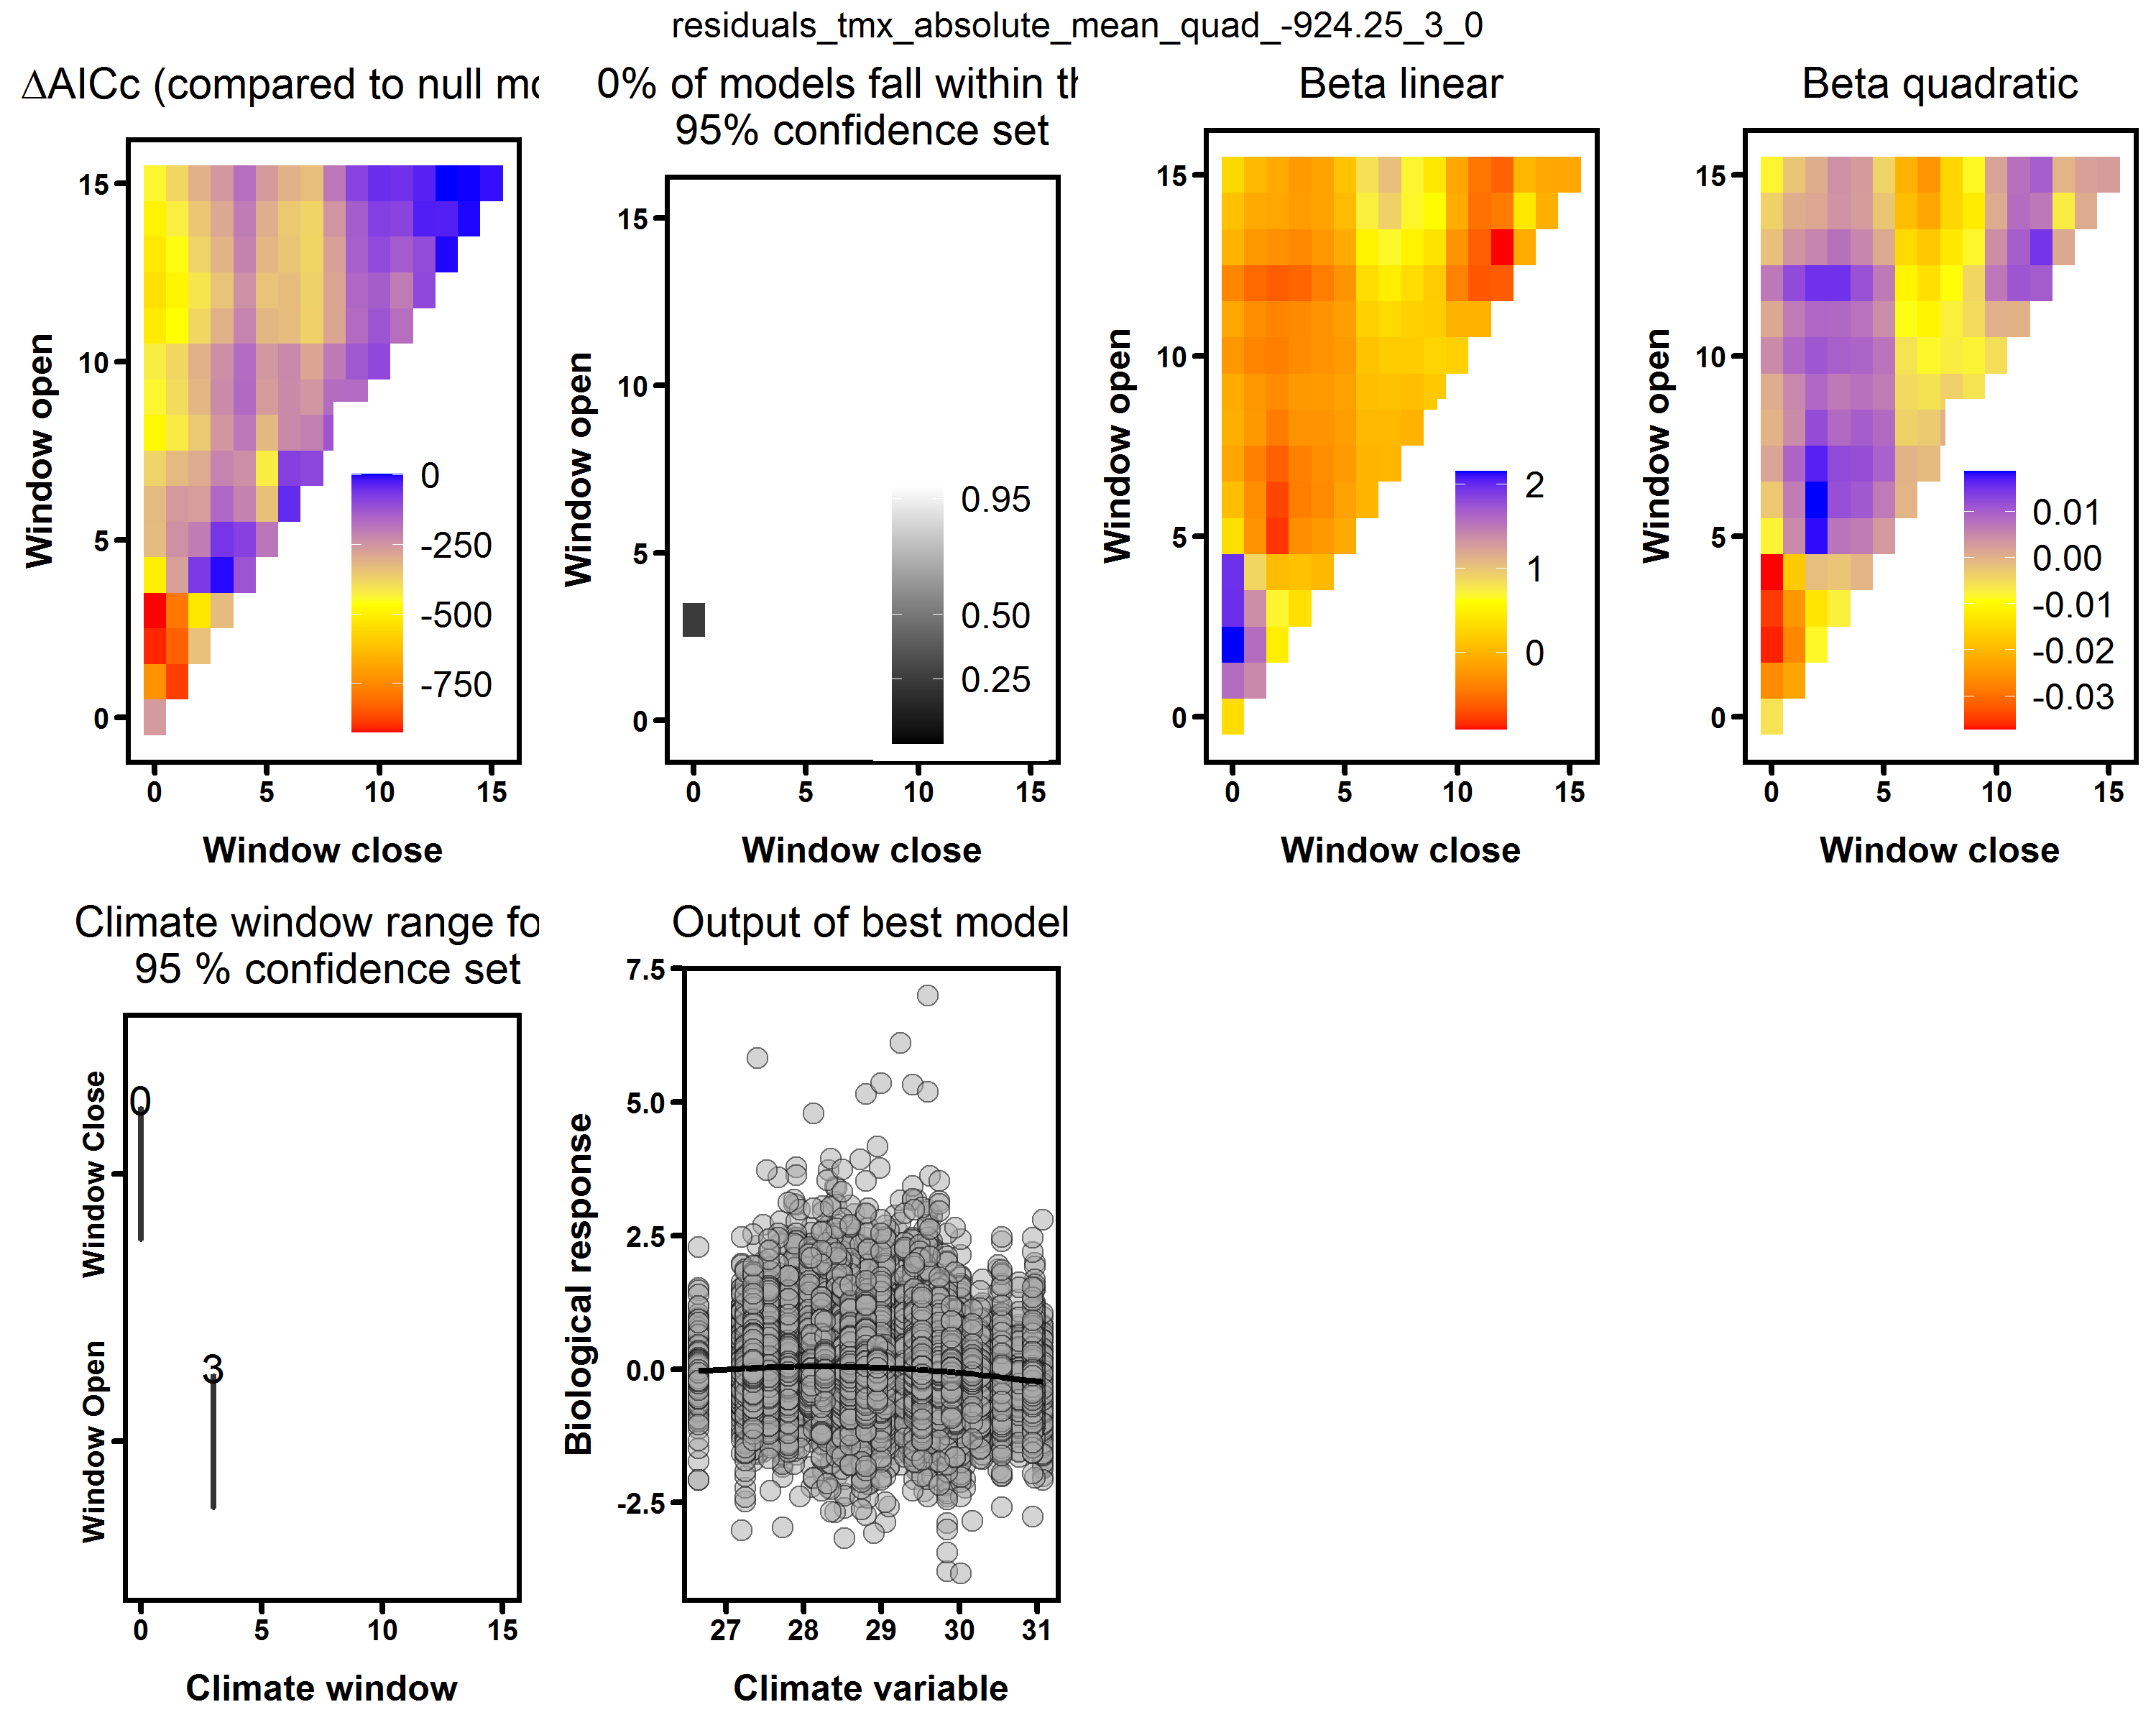 residuals_tmx_absolute_mean_quad_-924.25_3_0
ΔAICc (compared to null mo
Window open
15
10
5
0
0
-250
-500
-750
0 5 10 15
Window close
0% of models fall within th
95% confidence set
Window open
15
10
5
0
0.95
0.50
0.25
0 5 10 15
Window close
Beta linear
Window open
15
10
5
0
2
1
0
0 5 10 15
Window close
Beta quadratic
Window open
15
10
5
0
0.01
0.00
-0.01
-0.02
-0.03
0 5 10 15
Window close
Climate window range fo
95 % confidence set
Window Close
Window Open
0
3
0 5 10 15
Climate window
Output of best model
Biological response
7.5
5.0
2.5
0.0
-2.5
27 28 29 30 31
Climate variable